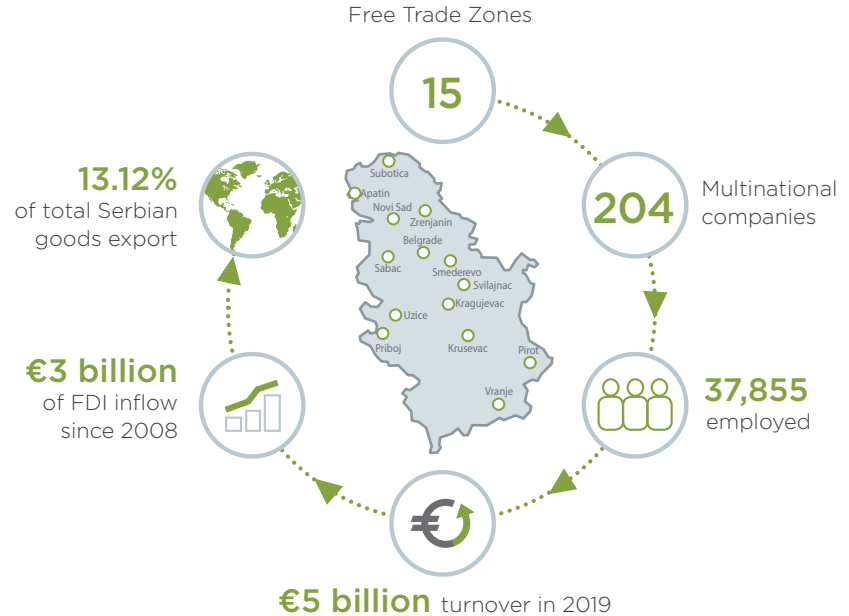 Free Trade Zones
15
204
Multinational
companies
37,855
employed
€
€5 billion turnover in 2019
€3 billion
of FDI inflow
since 2008
13.12%
of total Serbian
goods export
Subotica
Apatin
Novi Sad
Zrenjanin
Belgrade
Sabac
Smederevo
Svilajnac
Kragujevac
Uzice
Priboj
Krusevac
Pirot
Vranje